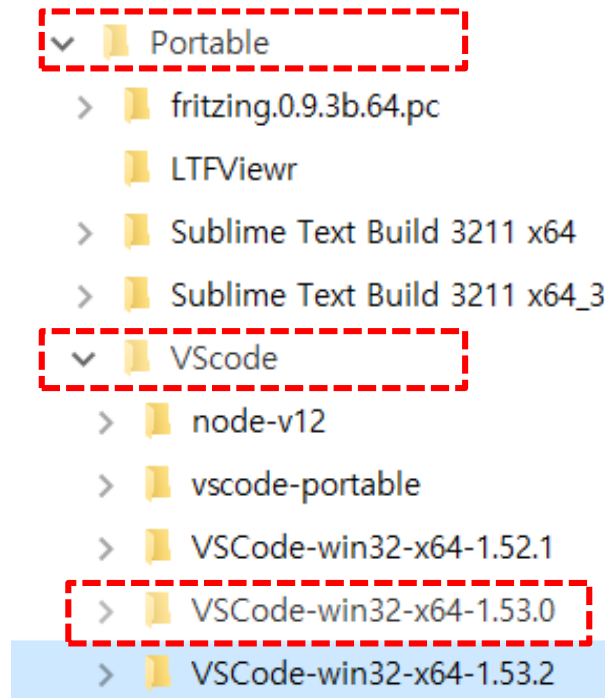 Portable
fritzing.0.9.3b.64.pc
LTFViewr
Sublime Text Build 3211 x64
Sublime Text Build 3211 x64_3
VScode
node-v12
vscode-portable
VSCode-win32-x64-1.52.1
VSCode-win32-x64-1.53.0
VSCode-win32-x64-1.53.2